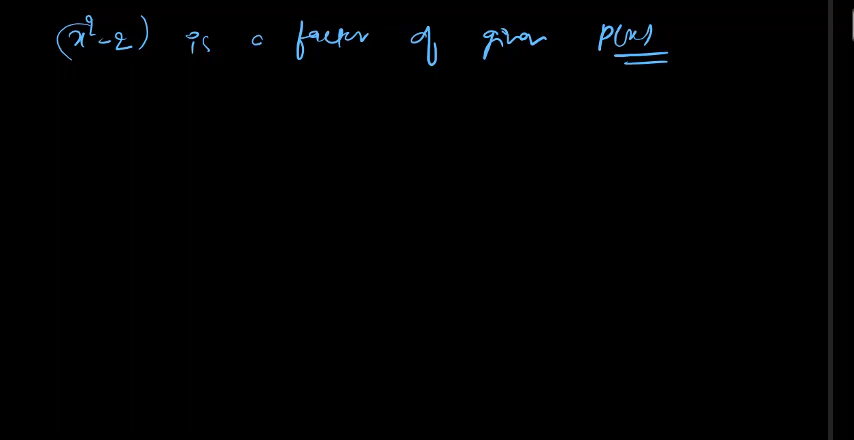 (x²-2) is a factor of given P(x)